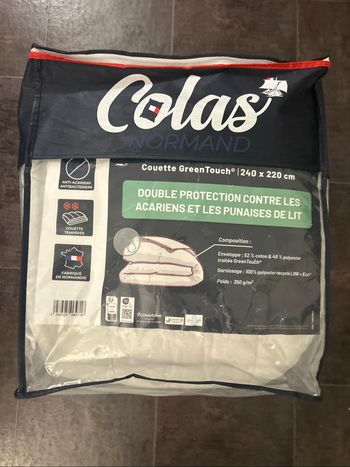 Colas
NORMAND
Couette GreenTouch® | 240 x 220 cm
ANTI-ACARIENS
ANTIBACTÉRIENS
DOUBLE PROTECTION CONTRE LES
ACARIENS ET LES PUNAISES DE LIT
COUETTE
TEMPÉRÉE
Composition :
Enveloppe : 52 % coton & 48 % polyester
traitée GreenTouch®
Garnissage : 100% polyester recyclé
Poids : 350 g/m²
FABRIQUÉ
EN NORMANDIE